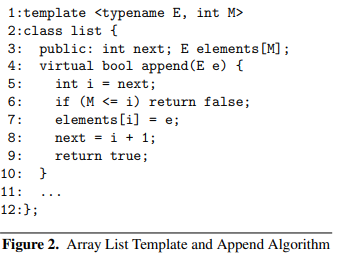 1:template <typename E, int M>
2:class list {
3: public: int next; E elements[M];
4: virtual bool append(E e) {
5:   int i = next;
6:   if (M <= i) return false;
7:   elements[i] = e;
8:   next = i + 1;
9:   return true;
10: }
11: ...
12:};
Figure 2. Array List Template and Append Algorithm